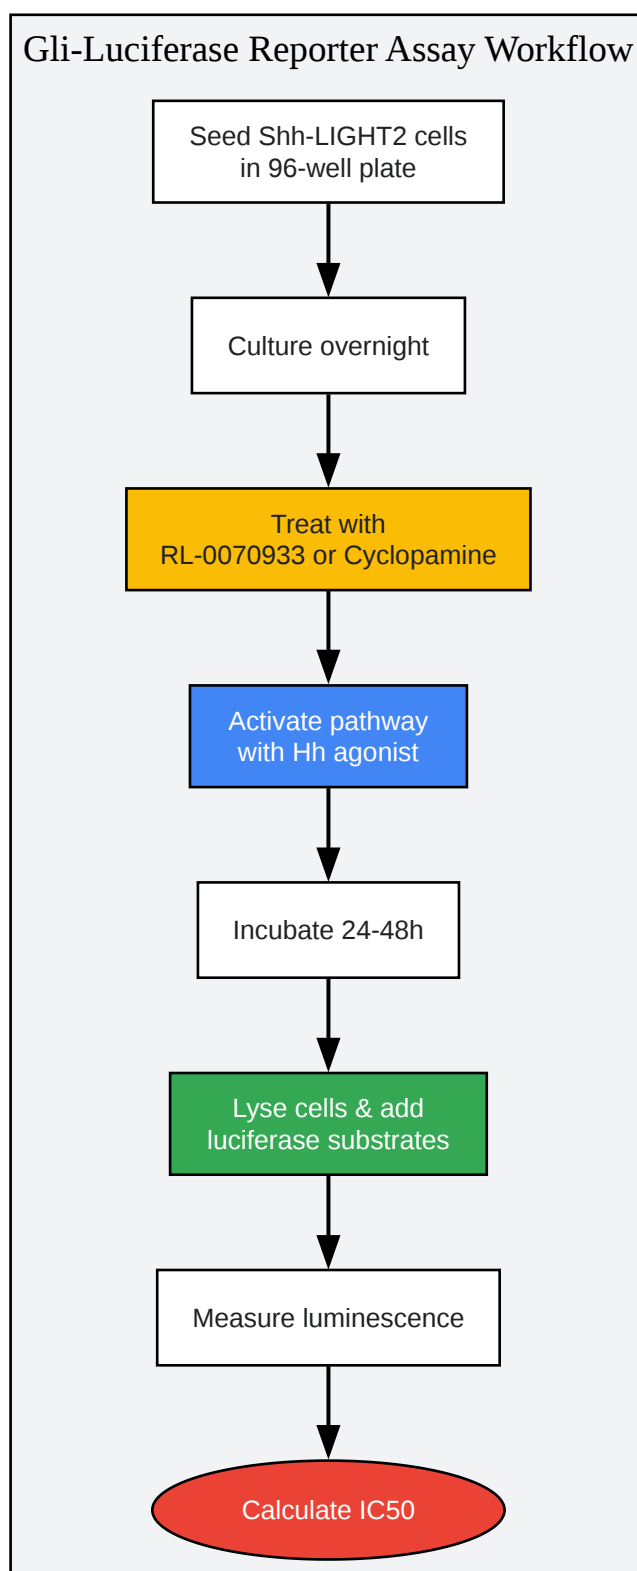 Gli-Luciferase Reporter Assay Workflow
Seed Shh-LIGHT2 cells
in 96-well plate
Culture overnight
Treat with
RL-0070933 or Cyclopamine
Activate pathway
with Hh agonist
Incubate 24-48h
Lyse cells & add
luciferase substrates
Measure luminescence
Calculate IC50